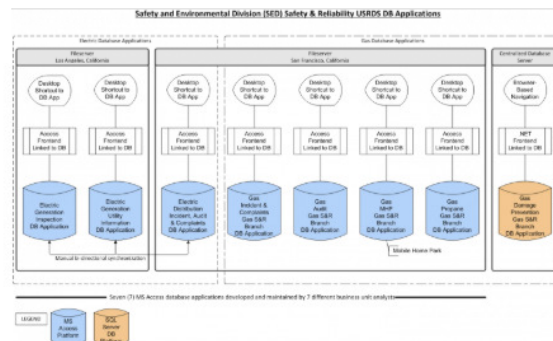 Safety and Environmental Division (SED) Safety & Reliability USRDS DB Applications
Electric Database Applications
Gas Database Applications
Fileserver
Los Angeles, California
Fileserver
San Francisco, California
Centralized Database
Server
Desktop
Shortcut to
DB App
Desktop
Shortcut to
DB App
Desktop
Shortcut to
DB App
Desktop
Shortcut to
DB App
Desktop
Shortcut to
DB App
Desktop
Shortcut to
DB App
Desktop
Shortcut to
DB App
Browser-
Based
Navigation
Access
Frontend
Linked to DB
Access
Frontend
Linked to DB
Access
Frontend
Linked to DB
Access
Frontend
Linked to DB
Access
Frontend
Linked to DB
Access
Frontend
Linked to DB
Access
Frontend
Linked to DB
.NET
Frontend
Linked to DB
Electric
Generation
Inspection
DB Application
Electric
Generation
Utility
Information
DB Application
Electric
Distribution
Incident, Audit
& Complaints
DB Application
Gas
Incident &
Complaints
Gas S&R
Branch
DB Application
Gas
Audit
Gas S&R
Branch
DB Application
Gas
MHP
Gas S&R
Branch
DB Application
Gas
Propane
Gas S&R
Branch
DB Application
Gas
Damage
Prevention
Gas S&R
Branch
DB Application
Manual bi-directional synchronization
Mobile Home Park
Seven (7) MS Access database applications developed and maintained by 7 different business unit analysts
LEGEND
MS
Access
Platform
SQL
Server
DB
Platform